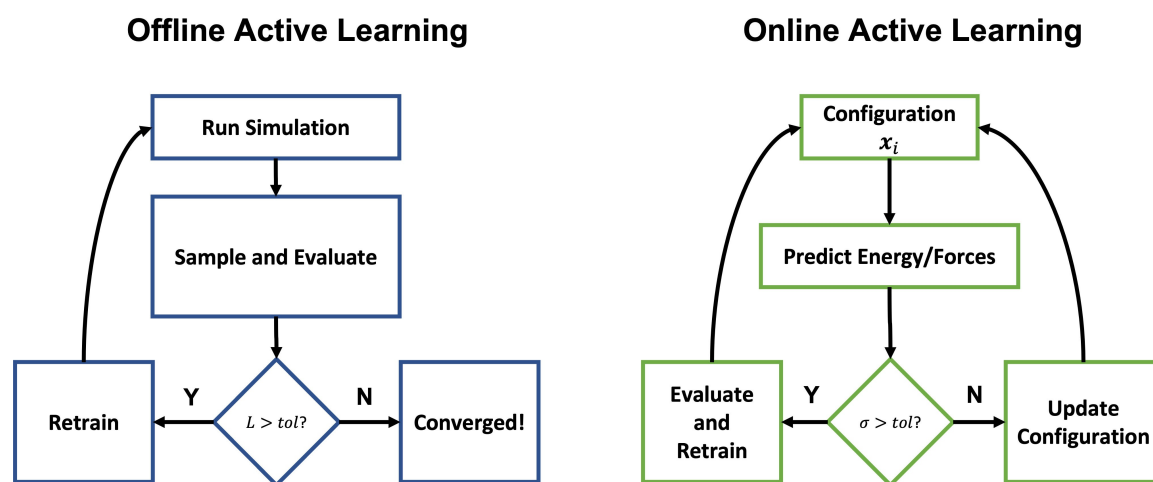 Offline Active Learning
Run Simulation
Sample and Evaluate
L > tol?
Y
N
Retrain
Converged!
Online Active Learning
Configuration
𝒙ᵢ
Predict Energy/Forces
σ > tol?
Y
N
Evaluate
and
Retrain
Update
Configuration